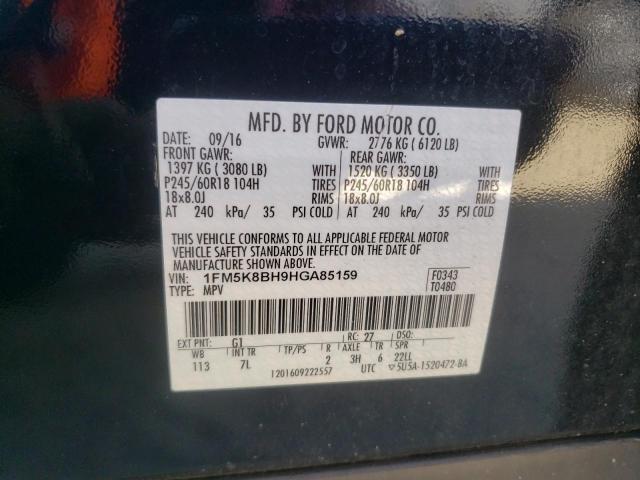 MFD. BY FORD MOTOR CO.
DATE: 09/16 GVWR: 2776 KG ( 6120 LB)
FRONT GAWR: REAR GAWR:
1397 KG ( 3080 LB) WITH 1520 KG ( 3350 LB) WITH
P245/60R18 104H TIRES P245/60R18 104H TIRES
18x8.0J RIMS 18x8.0J RIMS
AT 240 kPa/ 35 PSI COLD AT 240 kPa/ 35 PSI COLD
THIS VEHICLE CONFORMS TO ALL APPLICABLE FEDERAL MOTOR
VEHICLE SAFETY STANDARDS IN EFFECT ON THE DATE OF
MANUFACTURE SHOWN ABOVE.
VIN: 1FM5K8BH9HGA85159 F0343
TYPE: MPV T0480
EXT PNT: G1 RC: 27 DSO:
WB INT TR TP/PS R AXLE TR SPR
113 7L 2 3H 6 22LL
1201609222557 UTC ▽5U5A-1520472-BA